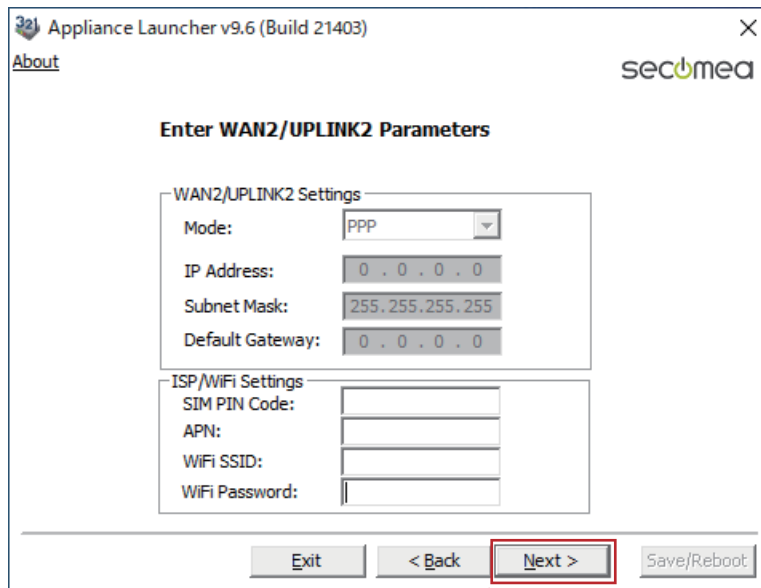 Appliance Launcher v9.6 (Build 21403)
About
secomea
Enter WAN2/UPLINK2 Parameters
WAN2/UPLINK2 Settings
Mode: PPP
IP Address: 0 . 0 . 0 . 0
Subnet Mask: 255.255.255.255
Default Gateway: 0 . 0 . 0 . 0
ISP/WiFi Settings
SIM PIN Code:
APN:
WiFi SSID:
WiFi Password:
Exit < Back Next > Save/Reboot